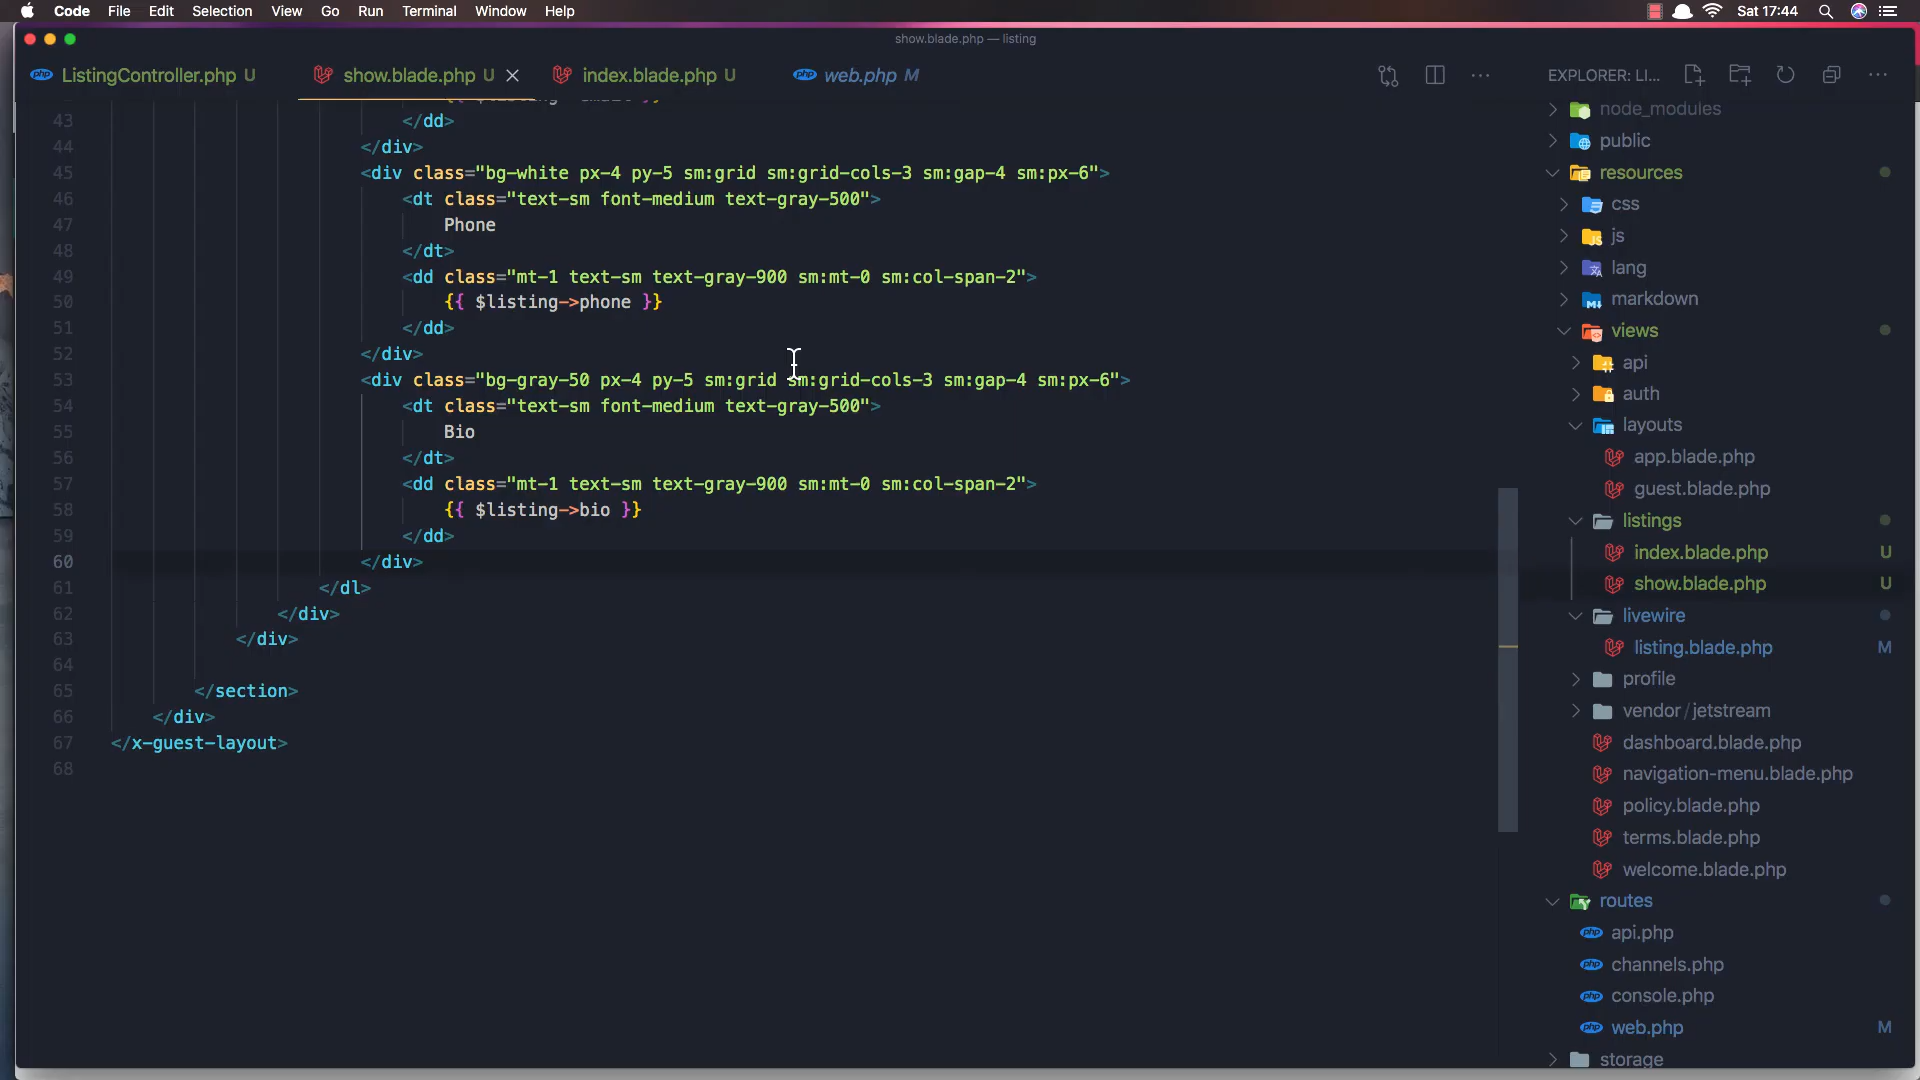 Code File Edit Selection View Go Run Terminal Window Help Sat 17:44
show.blade.php — listing
ListingController.php U show.blade.php U index.blade.php U web.php M
EXPLORER: LI...
43 </dd>
44 </div>
45 <div class="bg-white px-4 py-5 sm:grid sm:grid-cols-3 sm:gap-4 sm:px-6">
46 <dt class="text-sm font-medium text-gray-500">
47 Phone
48 </dt>
49 <dd class="mt-1 text-sm text-gray-900 sm:mt-0 sm:col-span-2">
50 {{ $listing->phone }}
51 </dd>
52 </div>
53 <div class="bg-gray-50 px-4 py-5 sm:grid sm:grid-cols-3 sm:gap-4 sm:px-6">
54 <dt class="text-sm font-medium text-gray-500">
55 Bio
56 </dt>
57 <dd class="mt-1 text-sm text-gray-900 sm:mt-0 sm:col-span-2">
58 {{ $listing->bio }}
59 </dd>
60 </div>
61 </dl>
62 </div>
63 </div>
64
65 </section>
66 </div>
67 </x-guest-layout>
68
node_modules
public
resources
css
js
lang
markdown
views
api
auth
layouts
app.blade.php
guest.blade.php
listings
index.blade.php U
show.blade.php U
livewire
listing.blade.php M
profile
vendor/jetstream
dashboard.blade.php
navigation-menu.blade.php
policy.blade.php
terms.blade.php
welcome.blade.php
routes
api.php
channels.php
console.php
web.php M
storage